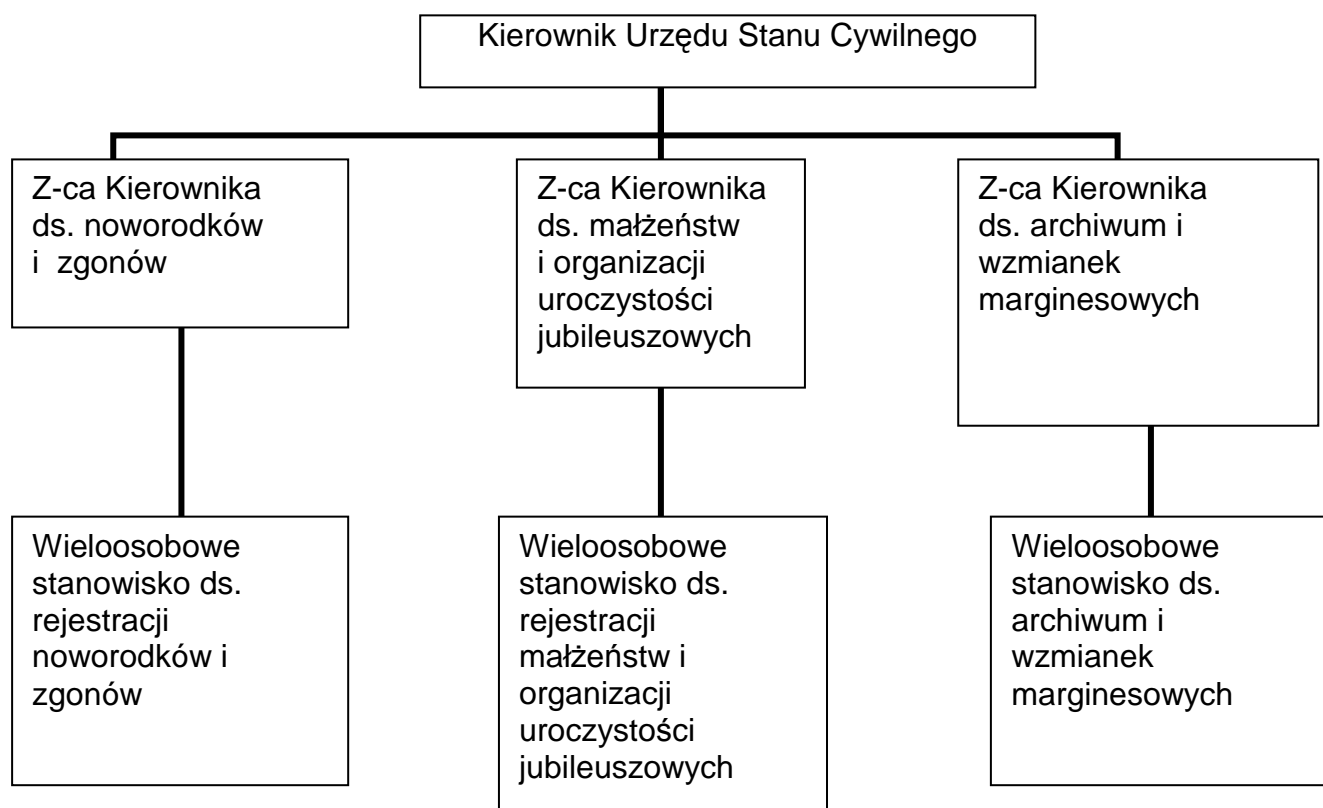 Kierownik Urzędu Stanu Cywilnego
Z-ca Kierownika
ds. noworodków
i zgonów
Z-ca Kierownika
ds. małżeństw
i organizacji
uroczystości
jubileuszowych
Z-ca Kierownika
ds. archiwum i
wzmianek
marginesowych
Wieloosobowe
stanowisko ds.
rejestracji
noworodków i
zgonów
Wieloosobowe
stanowisko ds.
rejestracji
małżeństw i
organizacji
uroczystości
jubileuszowych
Wieloosobowe
stanowisko ds.
archiwum i
wzmianek
marginesowych